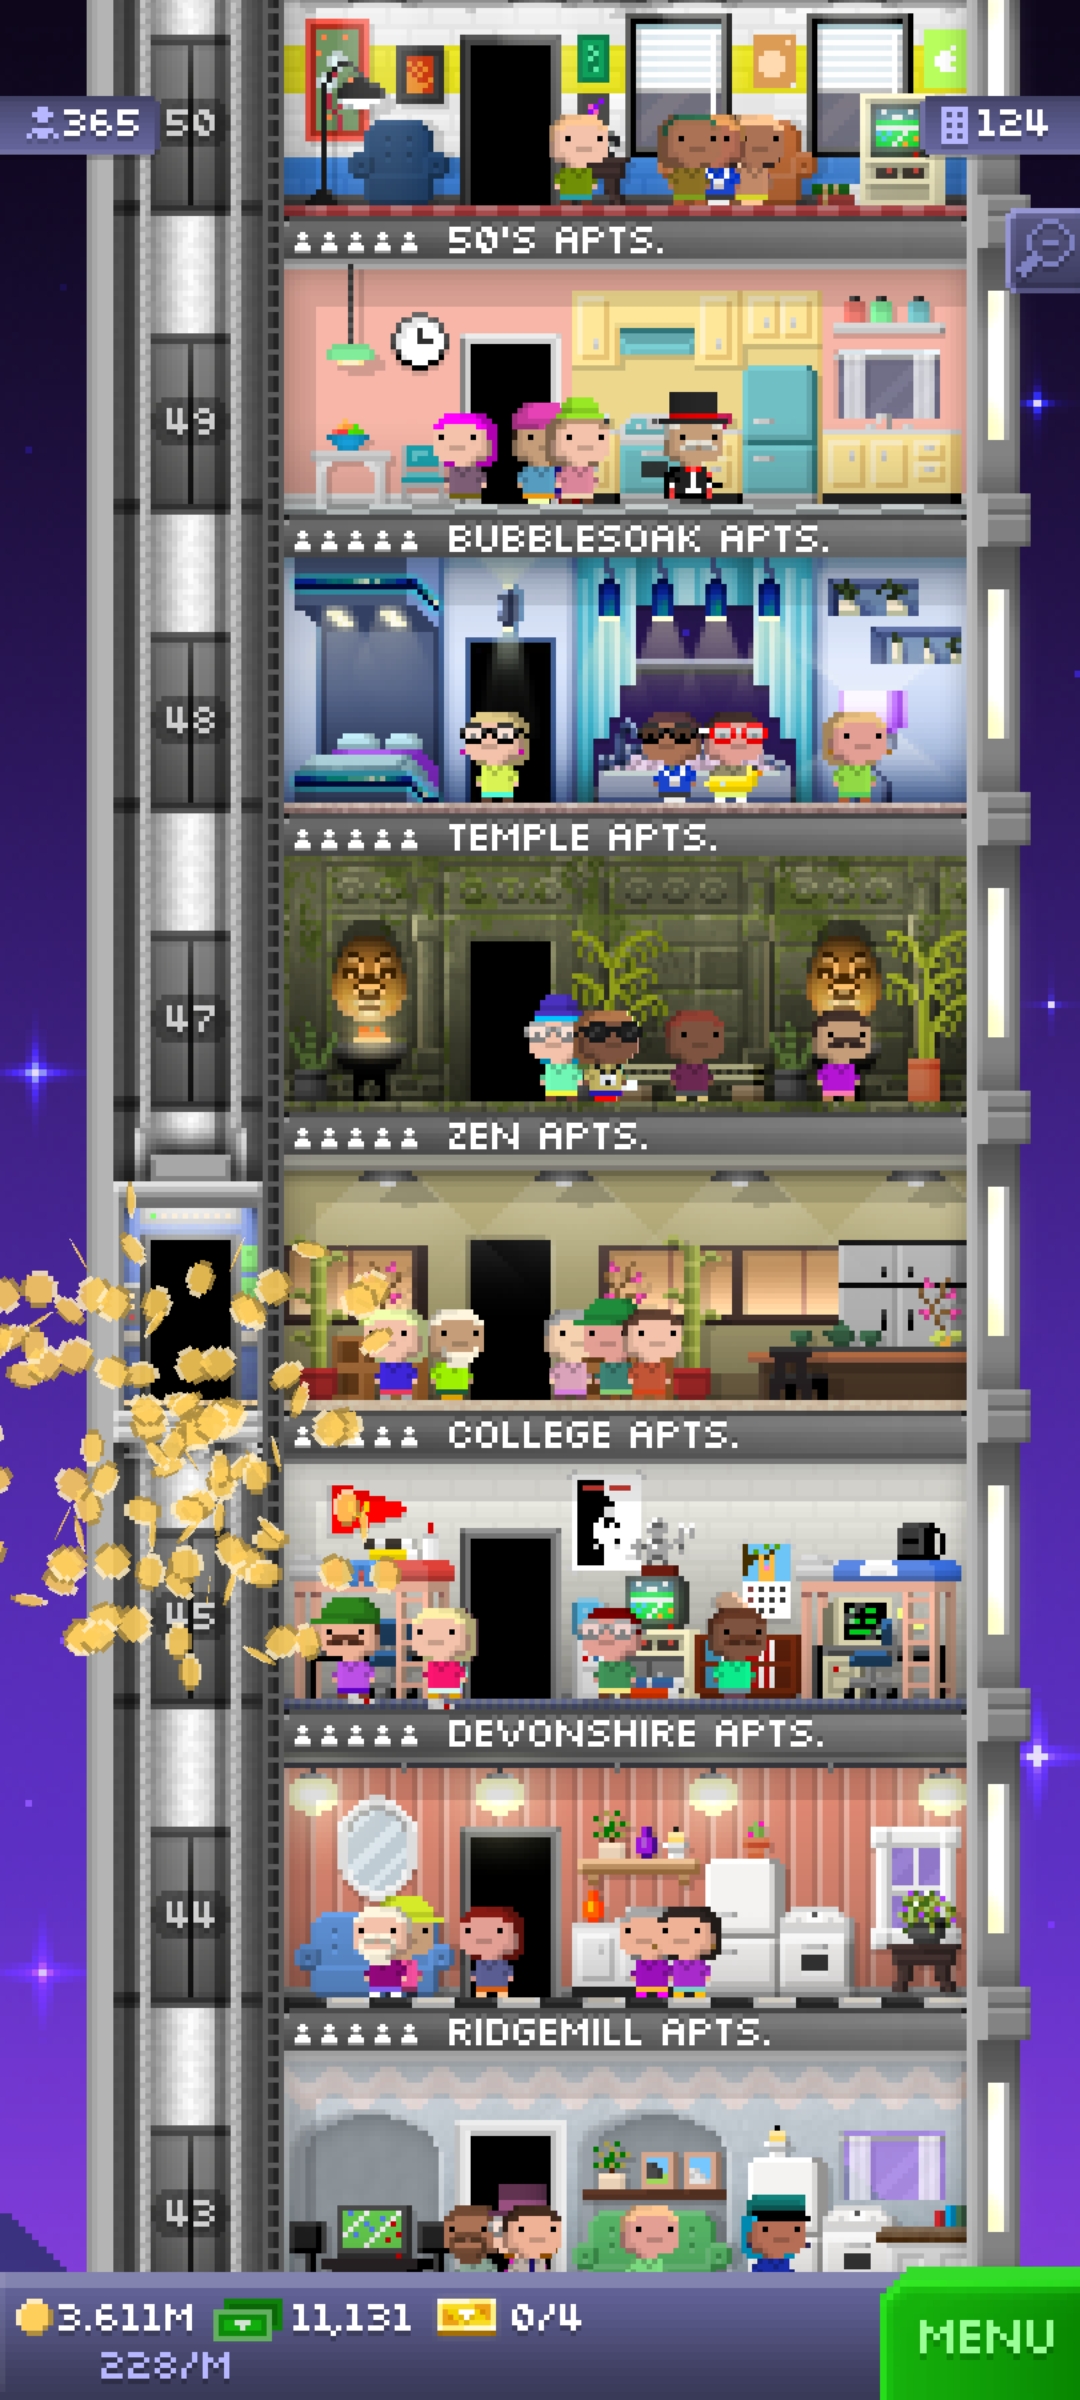 365
50
124
50'S APTS.
49
BUBBLESOAK APTS.
48
TEMPLE APTS.
47
ZEN APTS.
COLLEGE APTS.
45
DEVONSHIRE APTS.
44
RIDGEMILL APTS.
43
3.611M
11,131
0/4
228/M
MENU